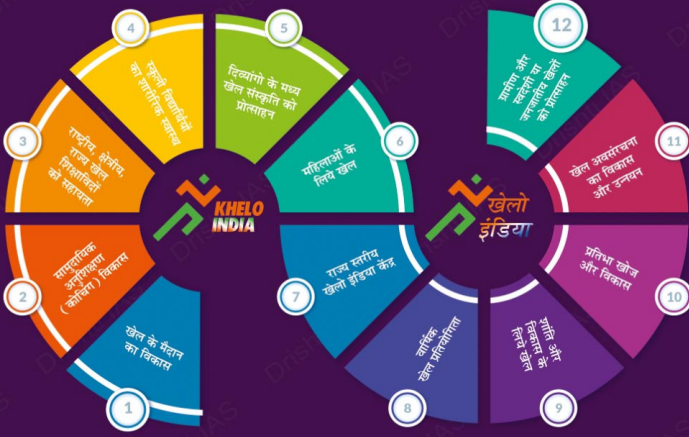 1
खेल के मैदान
का विकास
2
सामुदायिक
अनुशिक्षण
(कोचिंग) विकास
3
राष्ट्रीय, क्षेत्रीय,
राज्य खेल
शिक्षाविदों
को सहायता
4
स्कूली विद्यार्थियों
का शारीरिक स्वास्थ्य
5
दिव्यांगो के मध्य
खेल संस्कृति को
प्रोत्साहन
6
महिलाओं के
लिये खेल
KHELO
INDIA
7
राज्य स्तरीय
खेलो इंडिया केंद्र
8
वार्षिक
खेल प्रतियोगिता
9
शांति और
विकास के
लिये खेल
10
प्रतिभा खोज
और विकास
11
खेल अवसंरचना
का विकास
और उन्नयन
12
ग्रामीण और
स्वदेशी या
जनजातीय खेलों
को प्रोत्साहन
खेलो
इंडिया